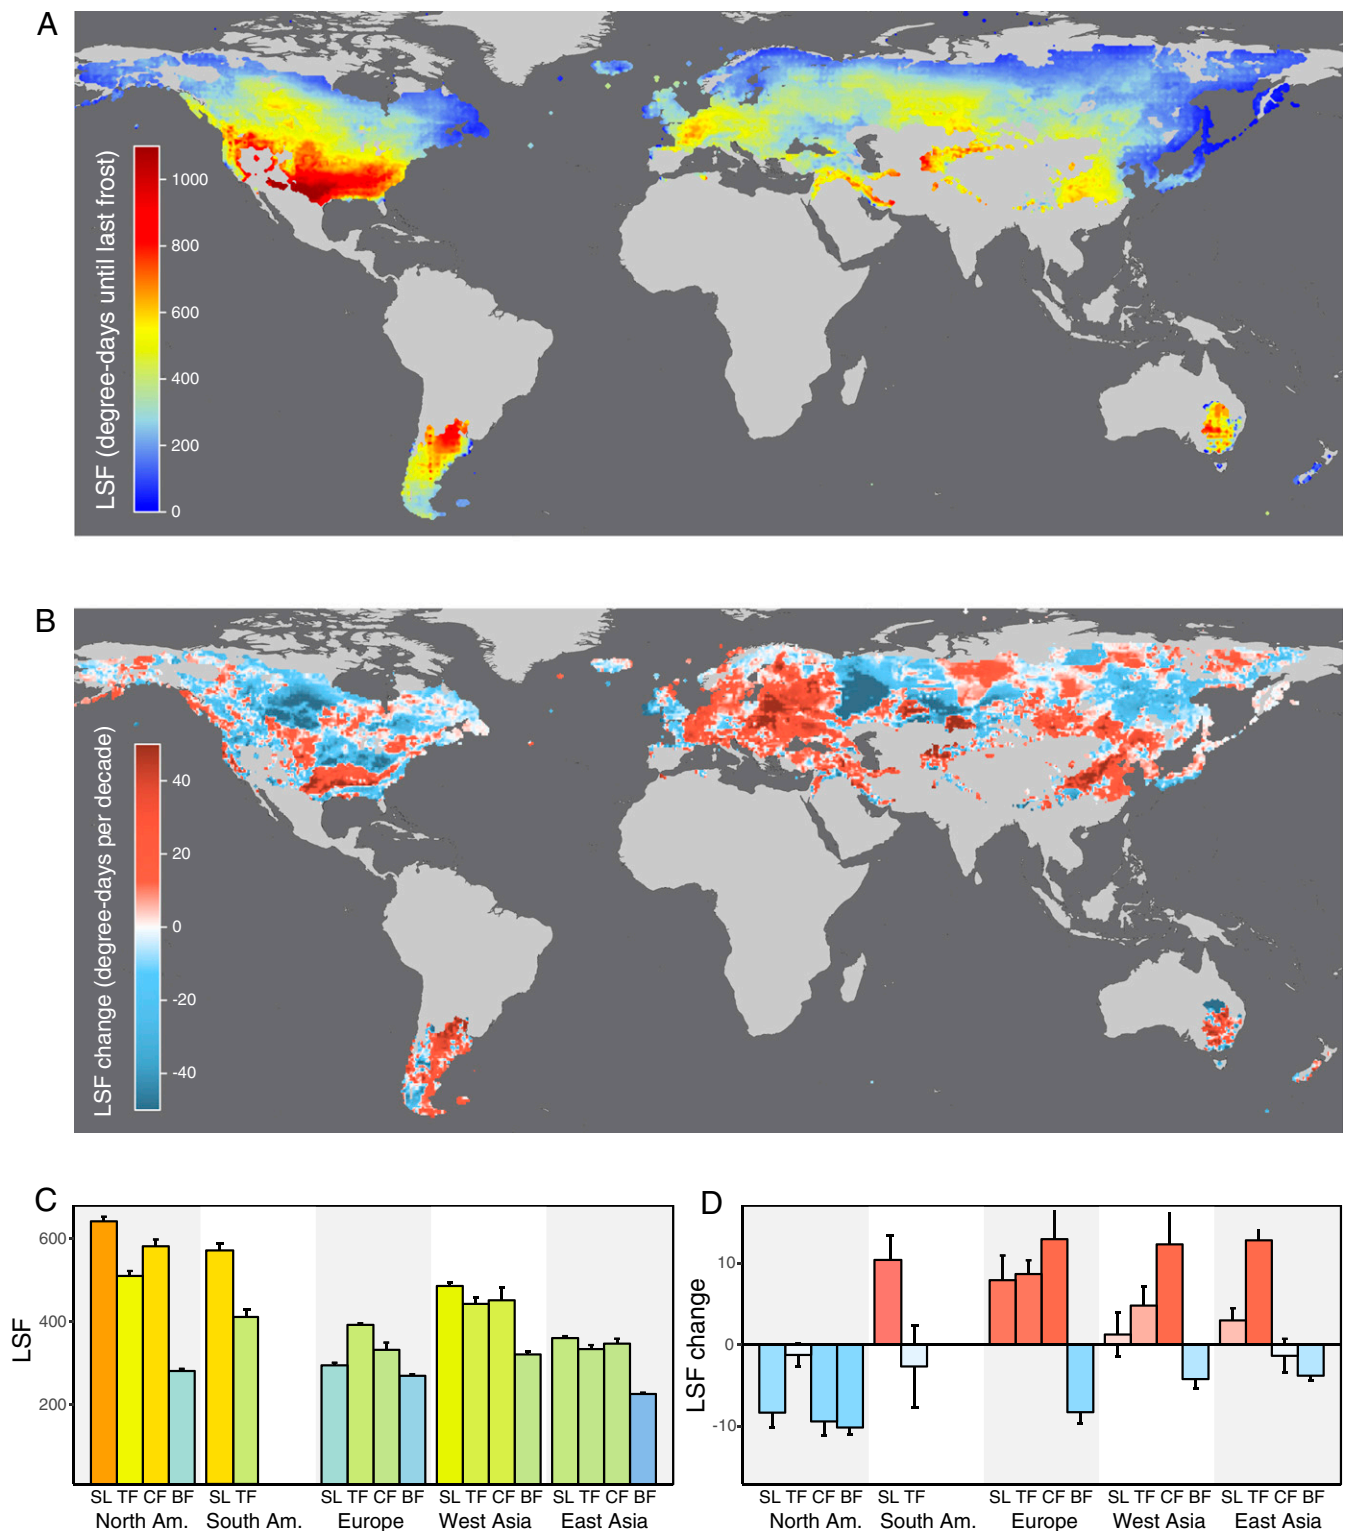 A
LSF (degree-days until last frost)
1000
800
600
400
200
0
B
LSF change (degree-days per decade)
40
20
0
-20
-40
C
LSF
600
400
200
SL TF CF BF SL TF SL TF CF BF SL TF CF BF SL TF CF BF
North Am. South Am. Europe West Asia East Asia
D
LSF change
10
0
-10
SL TF CF BF SL TF SL TF CF BF SL TF CF BF SL TF CF BF
North Am. South Am. Europe West Asia East Asia